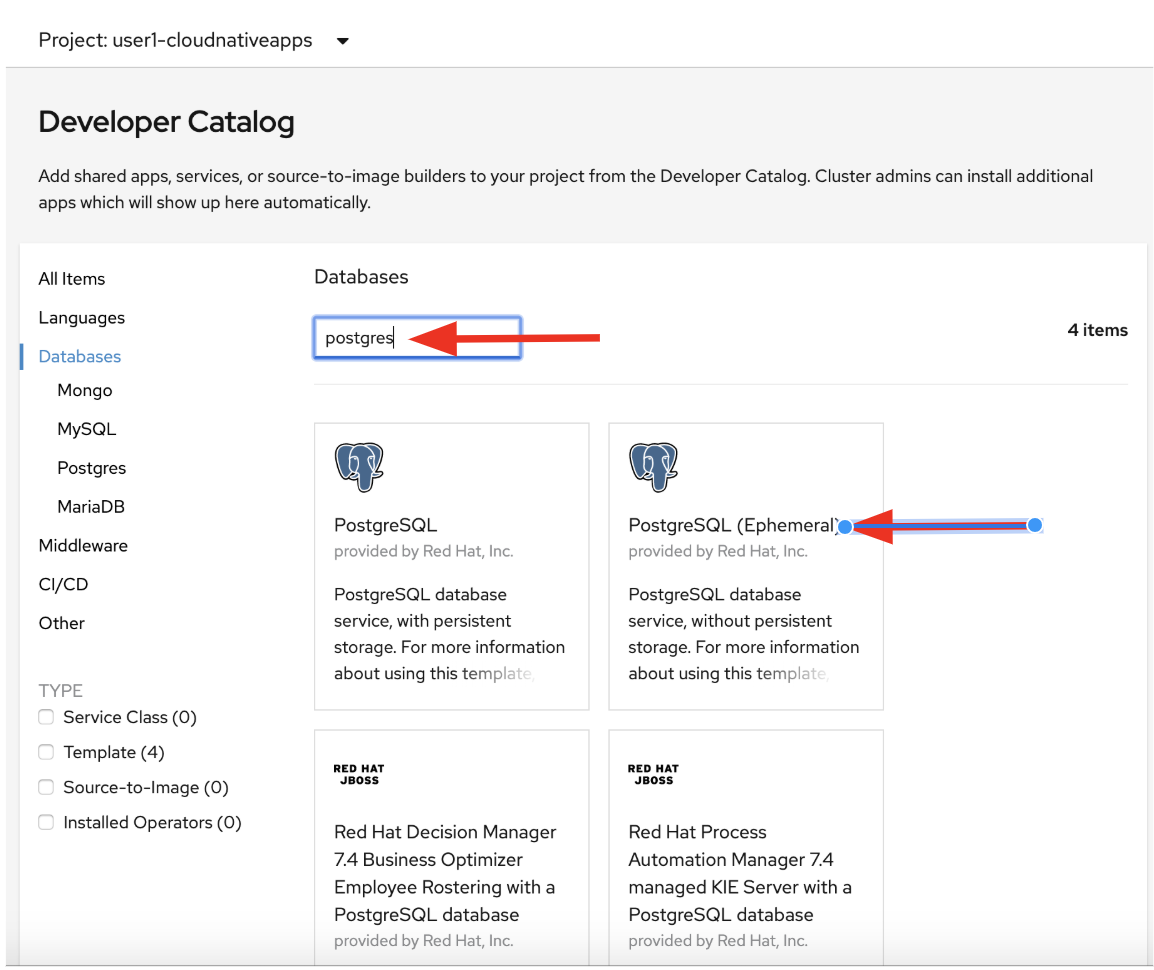 Project: user1-cloudnativeapps
Developer Catalog
Add shared apps, services, or source-to-image builders to your project from the Developer Catalog. Cluster admins can install additional
apps which will show up here automatically.
All Items
Languages
Databases
Mongo
MySQL
Postgres
MariaDB
Middleware
CI/CD
Other
TYPE
Service Class (0)
Template (4)
Source-to-Image (0)
Installed Operators (0)
Databases
postgres
4 items
PostgreSQL
provided by Red Hat, Inc.
PostgreSQL database
service, with persistent
storage. For more information
about using this template,
PostgreSQL (Ephemeral)
provided by Red Hat, Inc.
PostgreSQL database
service, without persistent
storage. For more information
about using this template,
RED HAT
JBOSS
Red Hat Decision Manager
7.4 Business Optimizer
Employee Rostering with a
PostgreSQL database
provided by Red Hat, Inc.
RED HAT
JBOSS
Red Hat Process
Automation Manager 7.4
managed KIE Server with a
PostgreSQL database
provided by Red Hat, Inc.